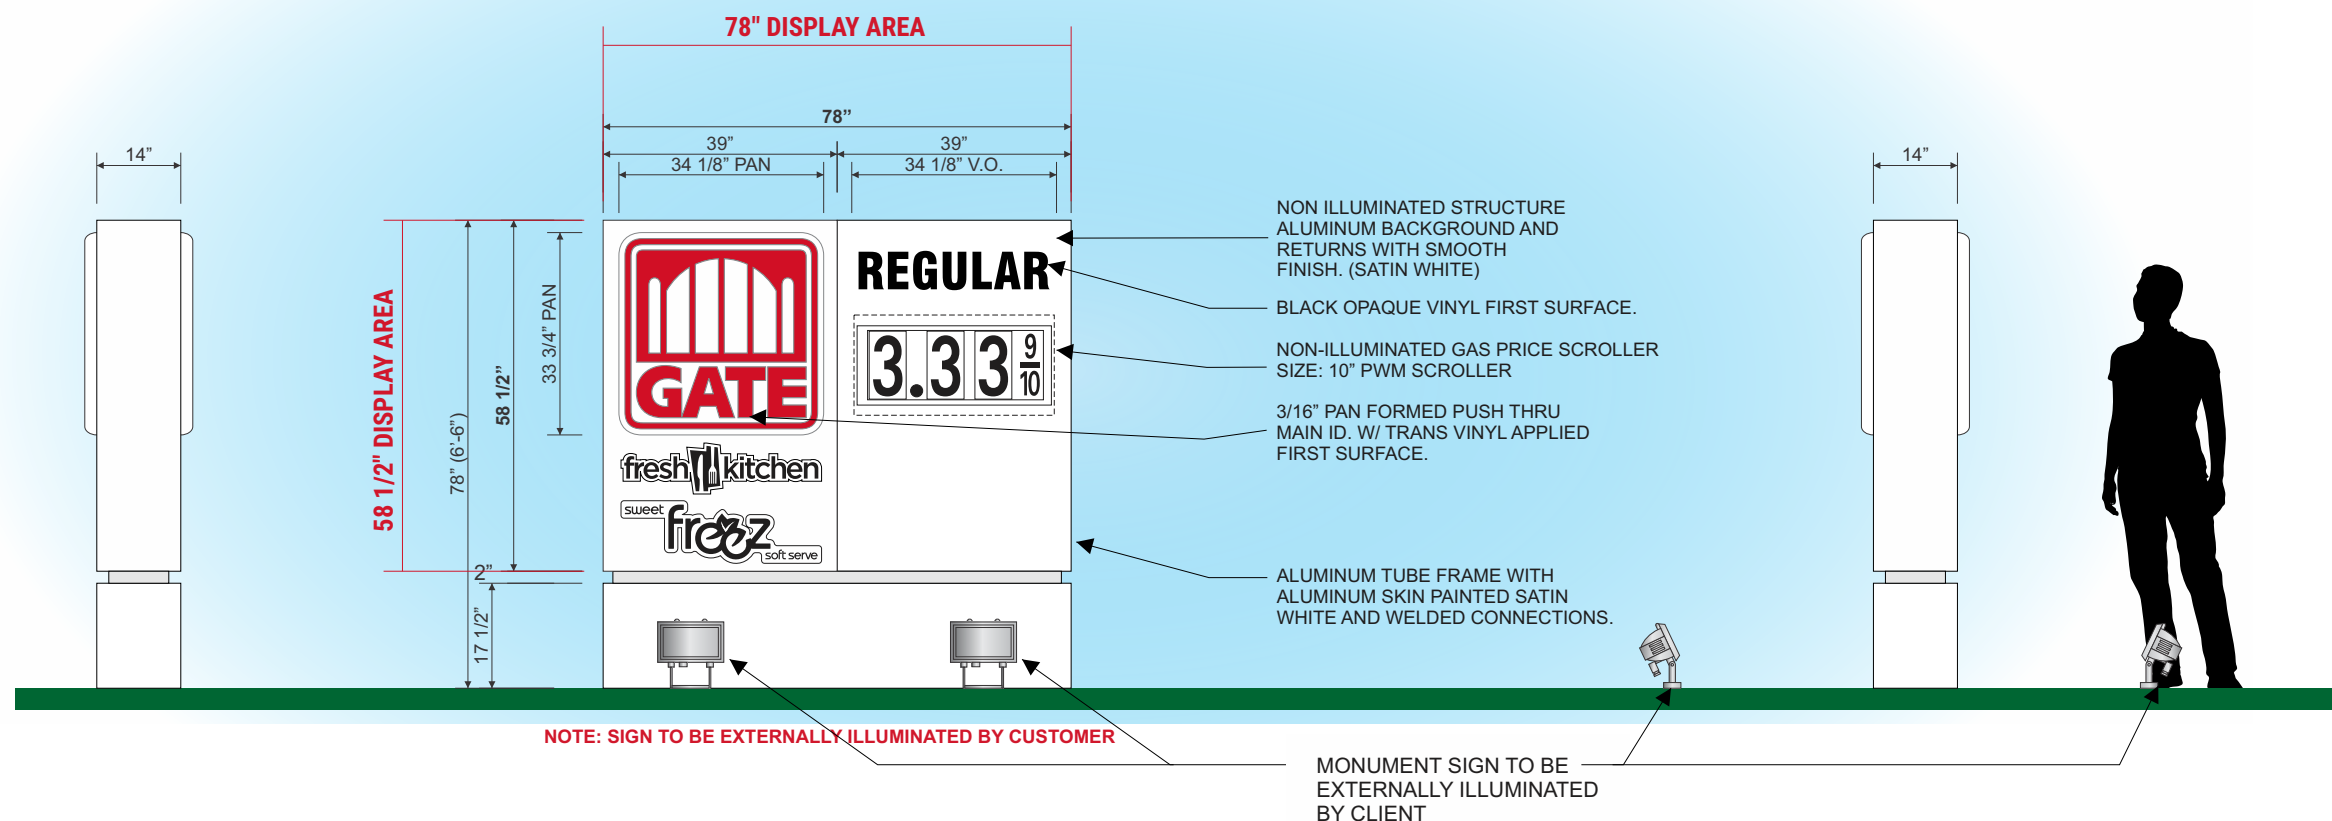 78" DISPLAY AREA
78”
39”
39”
34 1/8” PAN
34 1/8” V.O.
14”
14”
58 1/2" DISPLAY AREA
78” (6’-6”)
58 1/2”
33 3/4” PAN
2”
17 1/2”
GATE
fresh kitchen
sweet
freez
soft serve
REGULAR
3.33 9/10
NON ILLUMINATED STRUCTURE
ALUMINUM BACKGROUND AND
RETURNS WITH SMOOTH
FINISH. (SATIN WHITE)
BLACK OPAQUE VINYL FIRST SURFACE.
NON-ILLUMINATED GAS PRICE SCROLLER
SIZE: 10” PWM SCROLLER
3/16” PAN FORMED PUSH THRU
MAIN ID. W/ TRANS VINYL APPLIED
FIRST SURFACE.
ALUMINUM TUBE FRAME WITH
ALUMINUM SKIN PAINTED SATIN
WHITE AND WELDED CONNECTIONS.
NOTE: SIGN TO BE EXTERNALLY ILLUMINATED BY CUSTOMER
MONUMENT SIGN TO BE
EXTERNALLY ILLUMINATED
BY CLIENT